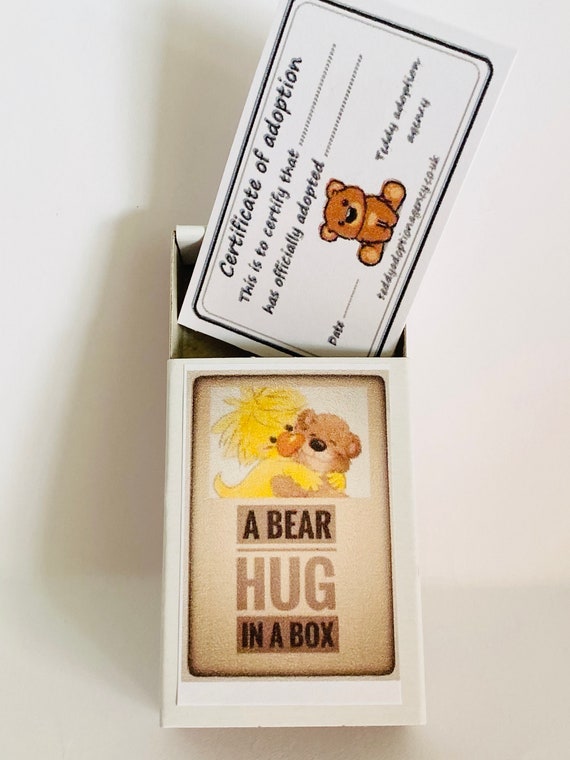 Certificate of adoption
This is to certify that ....................
has officially adopted ....................
Teddy adoption
agency
Date ............
teddyadoptionagency.co.uk
A BEAR
HUG
IN A BOX